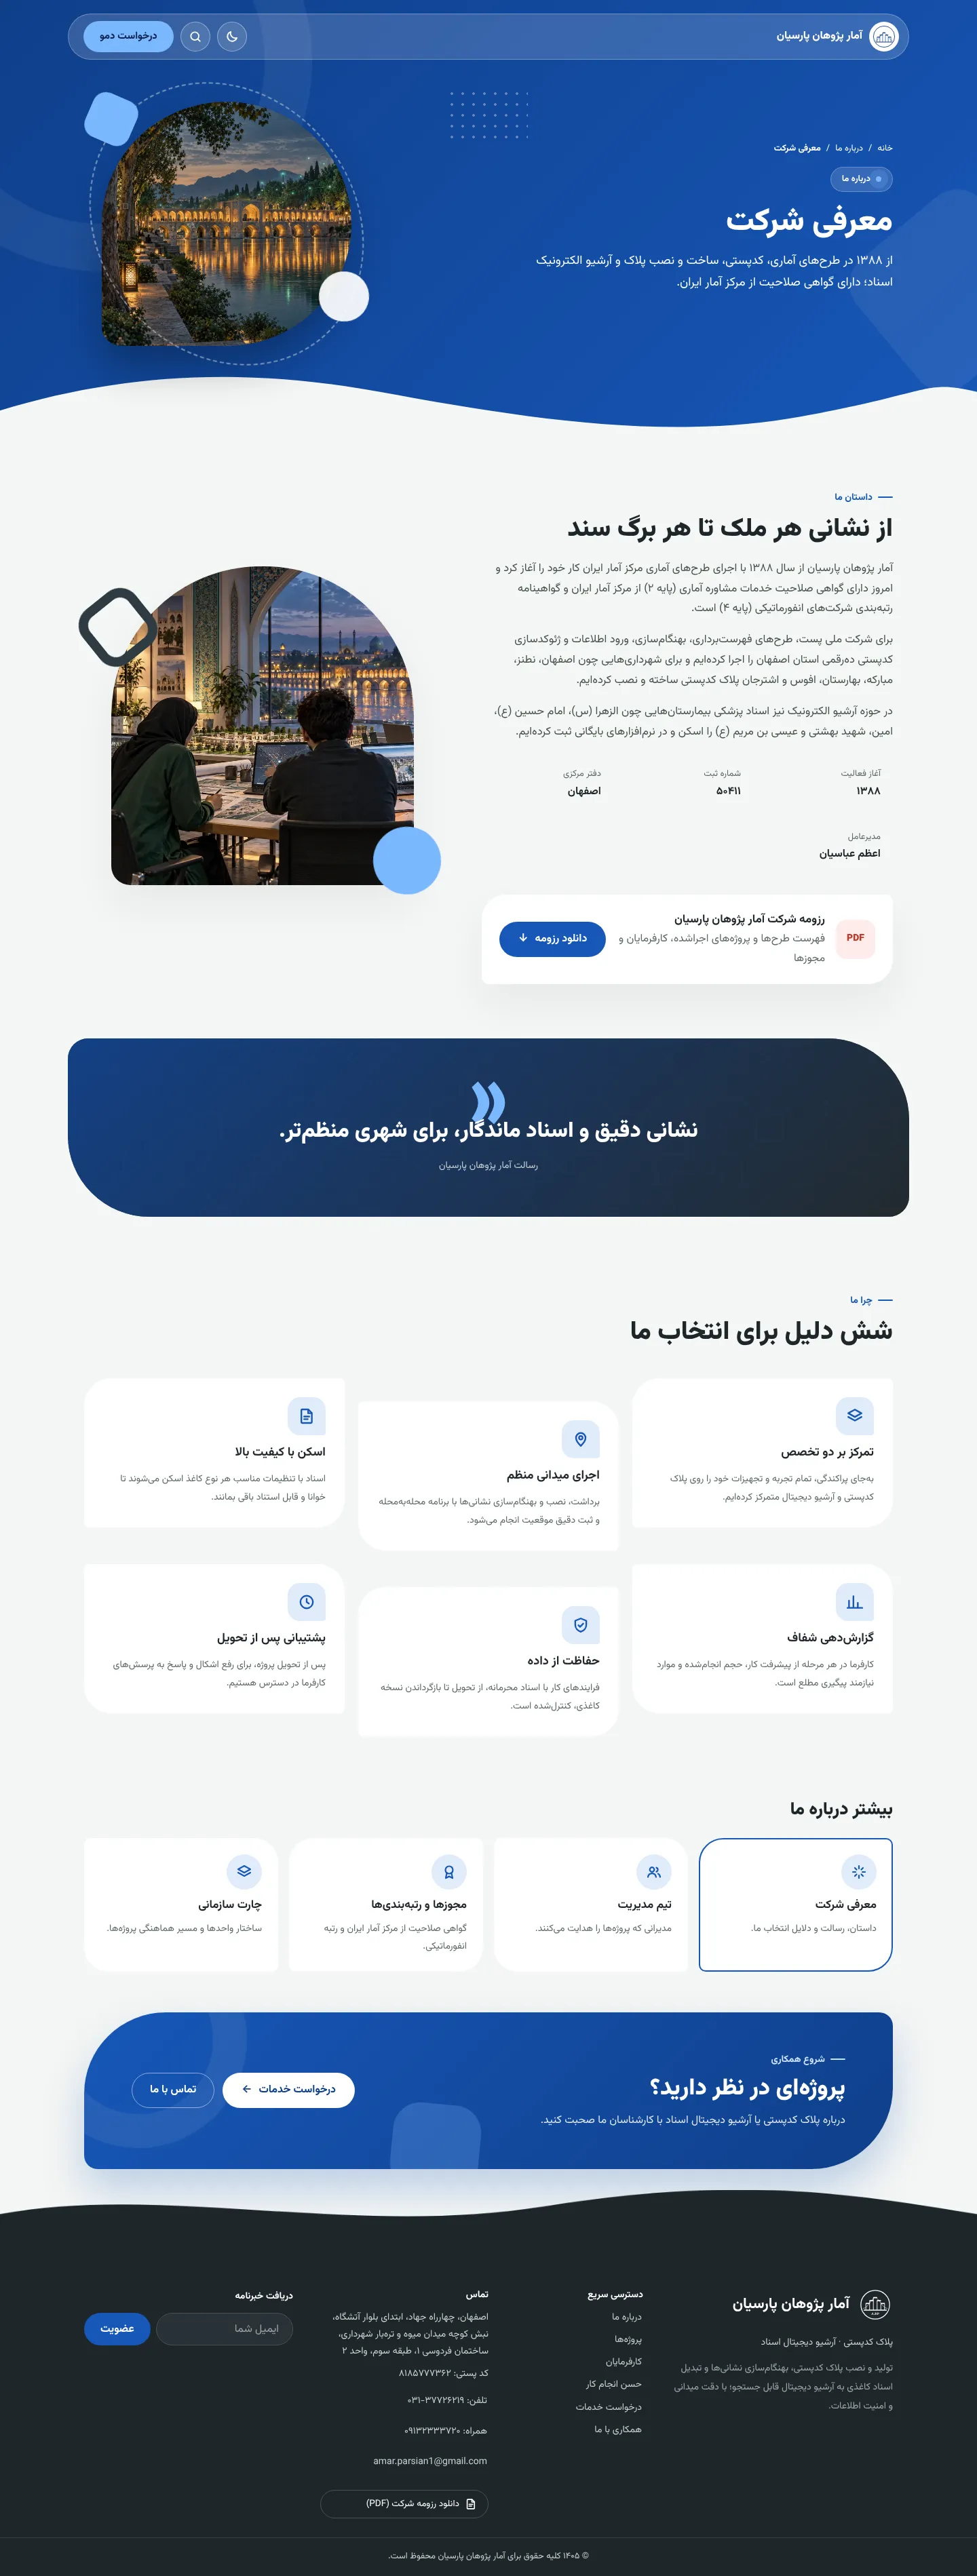 آمار پژوهان پارسیان
درخواست دمو
خانه / درباره ما / معرفی شرکت
درباره ما
معرفی شرکت
از ۱۳۸۸ در طرح‌های آماری، کدپستی، ساخت و نصب پلاک و آرشیو الکترونیک
اسناد؛ دارای گواهی صلاحیت از مرکز آمار ایران.
داستان ما
از نشانی هر ملک تا هر برگ سند
آمار پژوهان پارسیان از سال ۱۳۸۸ با اجرای طرح‌های آماری مرکز آمار ایران کار خود را آغاز کرد و
امروز دارای گواهی صلاحیت خدمات مشاوره آماری (پایه ۲) از مرکز آمار ایران و گواهینامه
رتبه‌بندی شرکت‌های انفورماتیکی (پایه ۴) است.
برای شرکت ملی پست، طرح‌های فهرست‌برداری، بهنگام‌سازی، ورود اطلاعات و ژئوکدسازی
کدپستی ده‌رقمی استان اصفهان را اجرا کرده‌ایم و برای شهرداری‌هایی چون اصفهان، نطنز،
مبارکه، بهارستان، افوس و اشترجان پلاک کدپستی ساخته و نصب کرده‌ایم.
در حوزه آرشیو الکترونیک نیز اسناد پزشکی بیمارستان‌هایی چون الزهرا (س)، امام حسین (ع)،
امین، شهید بهشتی و عیسی بن مریم (ع) را اسکن و در نرم‌افزارهای بایگانی ثبت کرده‌ایم.
آغاز فعالیت
۱۳۸۸
شماره ثبت
۵۰۴۱۱
دفتر مرکزی
اصفهان
مدیرعامل
اعظم عباسیان
PDF
رزومه شرکت آمار پژوهان پارسیان
فهرست طرح‌ها و پروژه‌های اجراشده، کارفرمایان و
مجوزها
دانلود رزومه ↓
»
نشانی دقیق و اسناد ماندگار، برای شهری منظم‌تر.
رسالت آمار پژوهان پارسیان
چرا ما
شش دلیل برای انتخاب ما
تمرکز بر دو تخصص
به‌جای پراکندگی، تمام تجربه و تجهیزات خود را روی پلاک
کدپستی و آرشیو دیجیتال متمرکز کرده‌ایم.
اجرای میدانی منظم
برداشت، نصب و بهنگام‌سازی نشانی‌ها با برنامه محله‌به‌محله
و ثبت دقیق موقعیت انجام می‌شود.
اسکن با کیفیت بالا
اسناد با تنظیمات مناسب هر نوع کاغذ اسکن می‌شوند تا
خوانا و قابل استناد باقی بمانند.
گزارش‌دهی شفاف
کارفرما در هر مرحله از پیشرفت کار، حجم انجام‌شده و موارد
نیازمند پیگیری مطلع است.
حفاظت از داده
فرایندهای کار با اسناد محرمانه، از تحویل تا بازگرداندن نسخه
کاغذی، کنترل‌شده است.
پشتیبانی پس از تحویل
پس از تحویل پروژه، برای رفع اشکال و پاسخ به پرسش‌های
کارفرما در دسترس هستیم.
بیشتر درباره ما
معرفی شرکت
داستان، رسالت و دلایل انتخاب ما.
تیم مدیریت
مدیرانی که پروژه‌ها را هدایت می‌کنند.
مجوزها و رتبه‌بندی‌ها
گواهی صلاحیت از مرکز آمار ایران و رتبه
انفورماتیکی.
چارت سازمانی
ساختار واحدها و مسیر هماهنگی پروژه‌ها.
شروع همکاری
پروژه‌ای در نظر دارید؟
درباره پلاک کدپستی یا آرشیو دیجیتال اسناد با کارشناسان ما صحبت کنید.
درخواست خدمات ←
تماس با ما
آمار پژوهان پارسیان
پلاک کدپستی · آرشیو دیجیتال اسناد
تولید و نصب پلاک کدپستی، بهنگام‌سازی نشانی‌ها و تبدیل
اسناد کاغذی به آرشیو دیجیتال قابل جستجو؛ با دقت میدانی
و امنیت اطلاعات.
دسترسی سریع
درباره ما
پروژه‌ها
کارفرمایان
حسن انجام کار
درخواست خدمات
همکاری با ما
تماس
اصفهان، چهارراه جهاد، ابتدای بلوار آتشگاه،
نبش کوچه میدان میوه و تره‌بار شهرداری،
ساختمان فردوسی ۱، طبقه سوم، واحد ۲
کد پستی: ۸۱۸۵۷۷۷۳۶۲
تلفن: ۰۳۱-۳۷۷۲۶۲۱۹
همراه: ۰۹۱۳۲۳۳۳۷۲۰
amar.parsian1@gmail.com
دانلود رزومه شرکت (PDF)
دریافت خبرنامه
ایمیل شما
عضویت
© ۱۴۰۵ کلیه حقوق برای آمار پژوهان پارسیان محفوظ است.